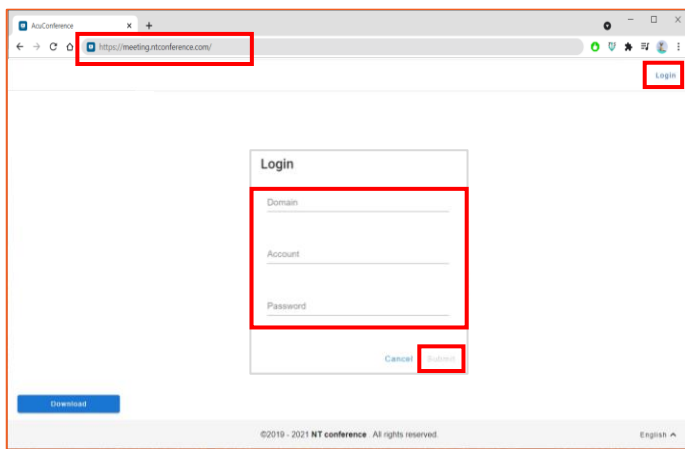 AcuConference
https://meeting.ntconference.com/
Login
Login
Domain
Account
Password
Cancel Submit
Download
©2019 - 2021 NT conference All rights reserved.
English